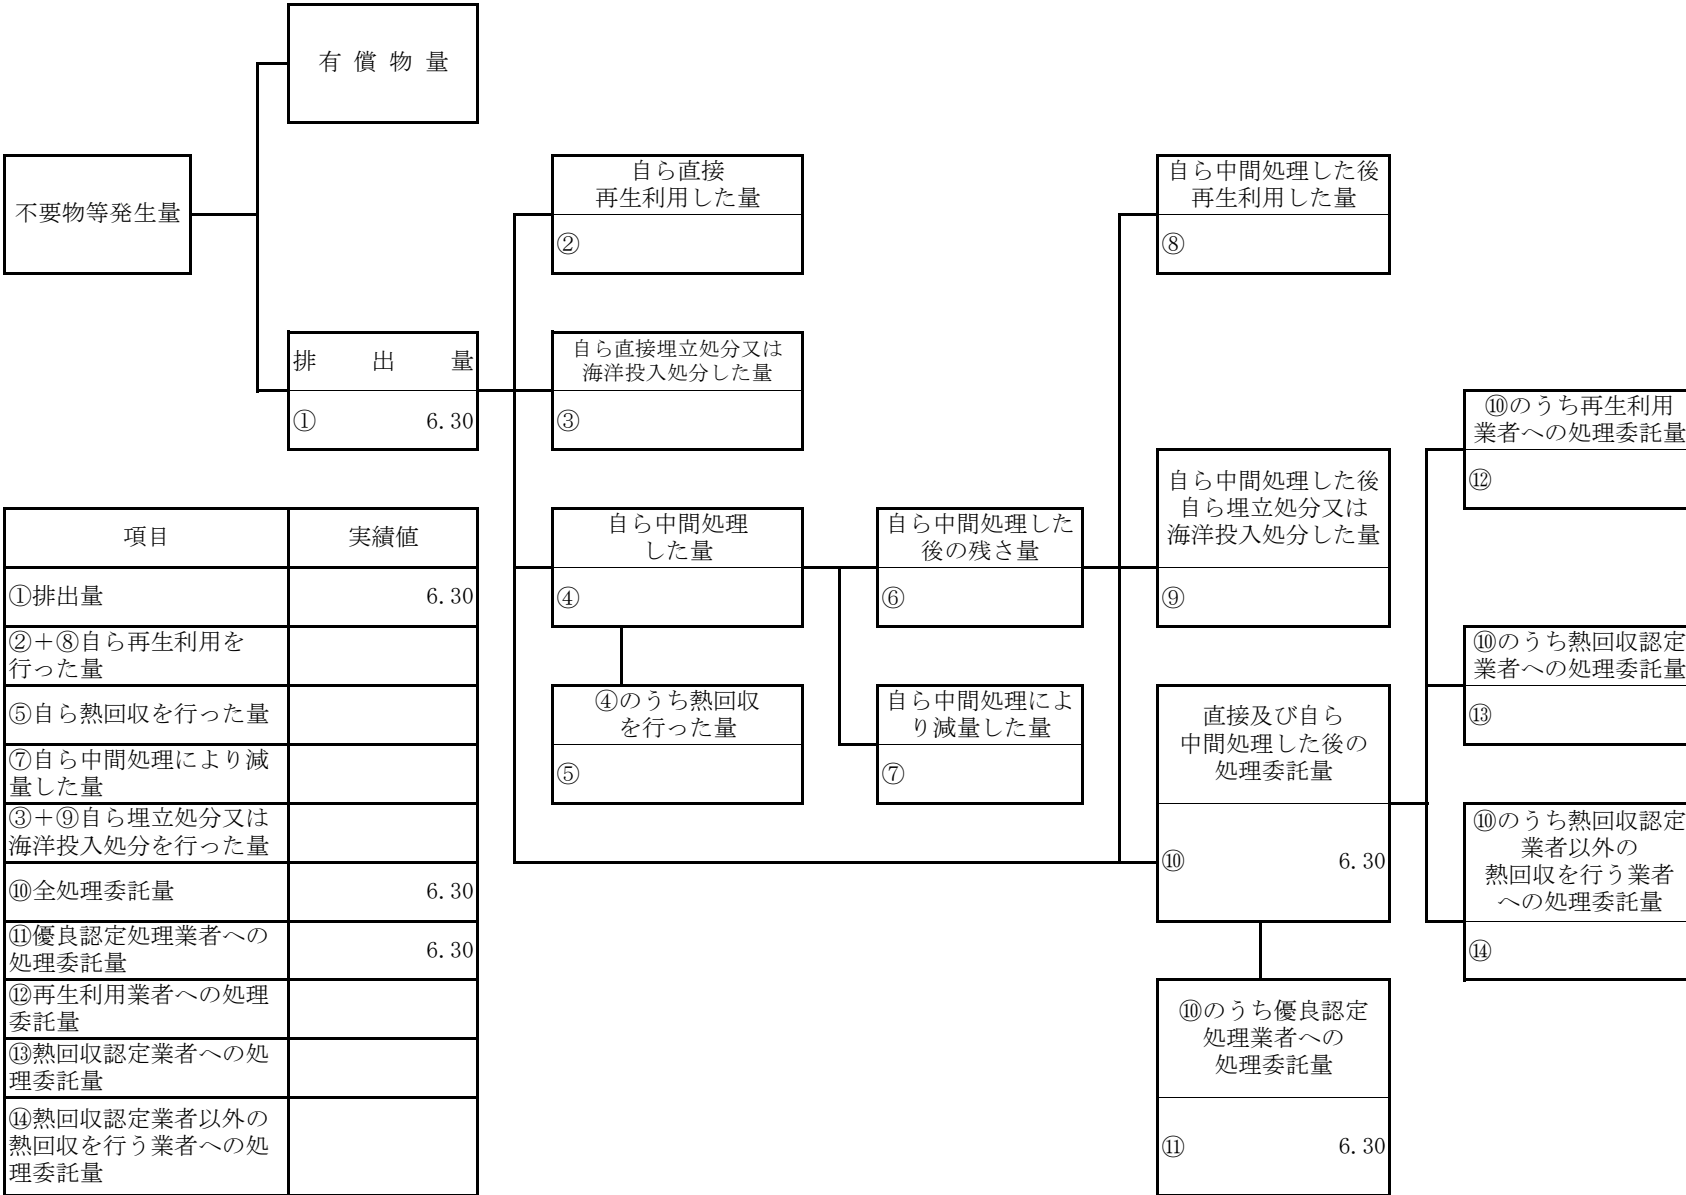 有 償 物 量
不要物等発生量
自ら直接
再生利用した量
②
自ら中間処理した後
再生利用した量
⑧
排 出 量
① 6.30
自ら直接埋立処分又は
海洋投入処分した量
③
⑩のうち再生利用
業者への処理委託量
⑫
自ら中間処理した後
自ら埋立処分又は
海洋投入処分した量
⑨
自ら中間処理
した量
④
自ら中間処理した
後の残さ量
⑥
⑩のうち熱回収認定
業者への処理委託量
⑬
④のうち熱回収
を行った量
⑤
自ら中間処理によ
り減量した量
⑦
直接及び自ら
中間処理した後の
処理委託量
⑩ 6.30
⑩のうち熱回収認定
業者以外の
熱回収を行う業者
への処理委託量
⑭
⑩のうち優良認定
処理業者への
処理委託量
⑪ 6.30
項目 実績値
①排出量 6.30
②＋⑧自ら再生利用を
行った量
⑤自ら熱回収を行った量
⑦自ら中間処理により減
量した量
③＋⑨自ら埋立処分又は
海洋投入処分を行った量
⑩全処理委託量 6.30
⑪優良認定処理業者への
処理委託量 6.30
⑫再生利用業者への処理
委託量
⑬熱回収認定業者への処
理委託量
⑭熱回収認定業者以外の
熱回収を行う業者への処
理委託量